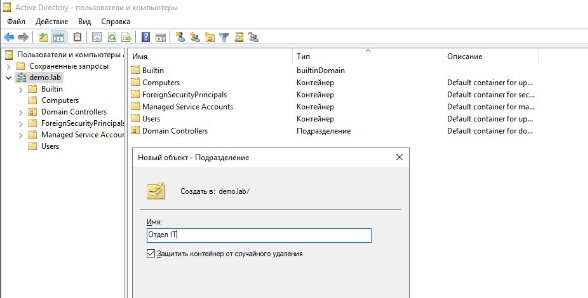 Active Directory - пользователи и компьютеры
Файл Действие Вид Справка
Пользователи и компьютеры A
Сохраненные запросы
demo.lab
Builtin
Computers
Domain Controllers
ForeignSecurityPrincipals
Managed Service Accounts
Users
Имя Тип Описание
Builtin builtinDomain
Computers Контейнер Default container for up...
ForeignSecurityPrincipals Контейнер Default container for sec...
Managed Service Accounts Контейнер Default container for ma...
Users Контейнер Default container for up...
Domain Controllers Подразделение Default container for do...
Новый объект - Подразделение
Создать в: demo.lab/
Имя:
Отдел IT
Защитить контейнер от случайного удаления